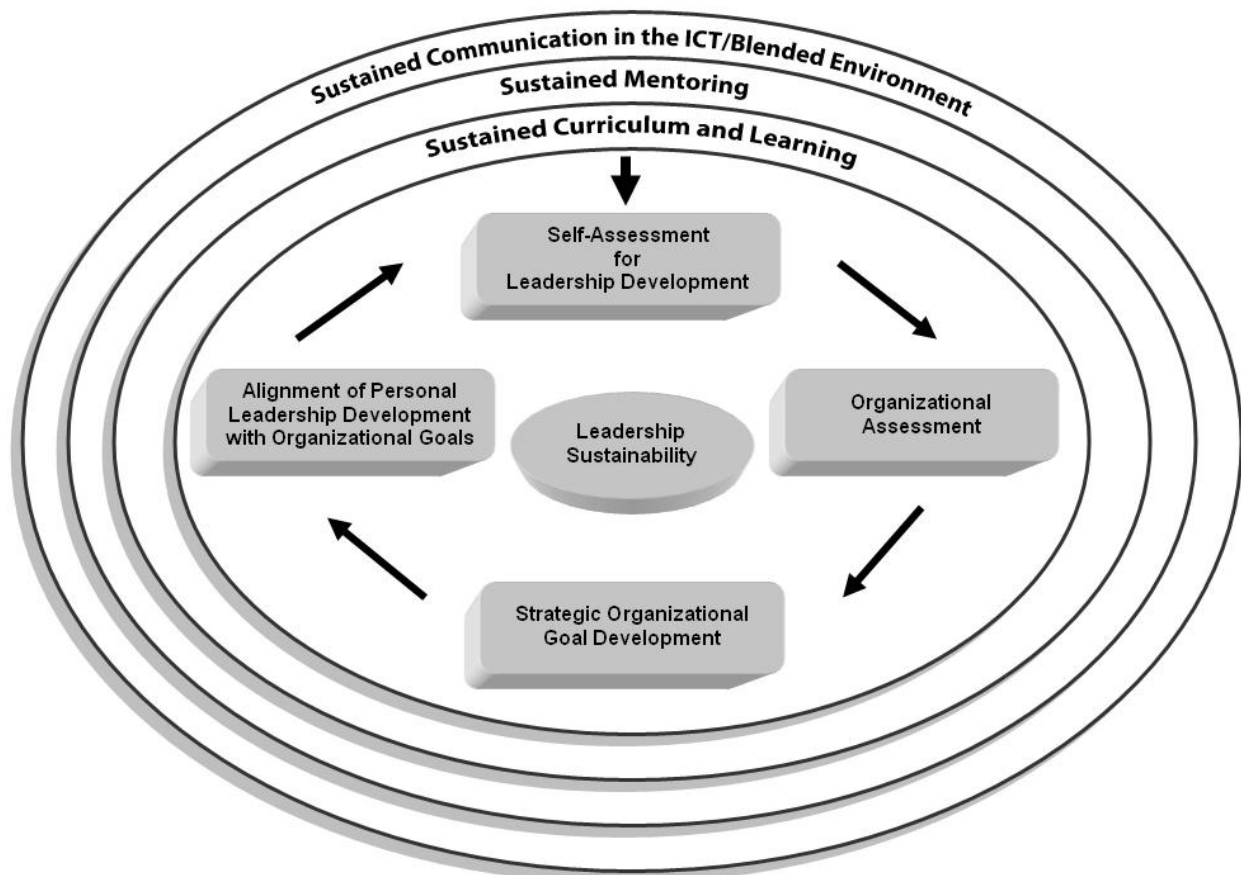 Sustained Communication in the ICT/Blended Environment
Sustained Mentoring
Sustained Curriculum and Learning
Self-Assessment
for
Leadership Development
Alignment of Personal
Leadership Development
with Organizational Goals
Leadership
Sustainability
Organizational
Assessment
Strategic Organizational
Goal Development